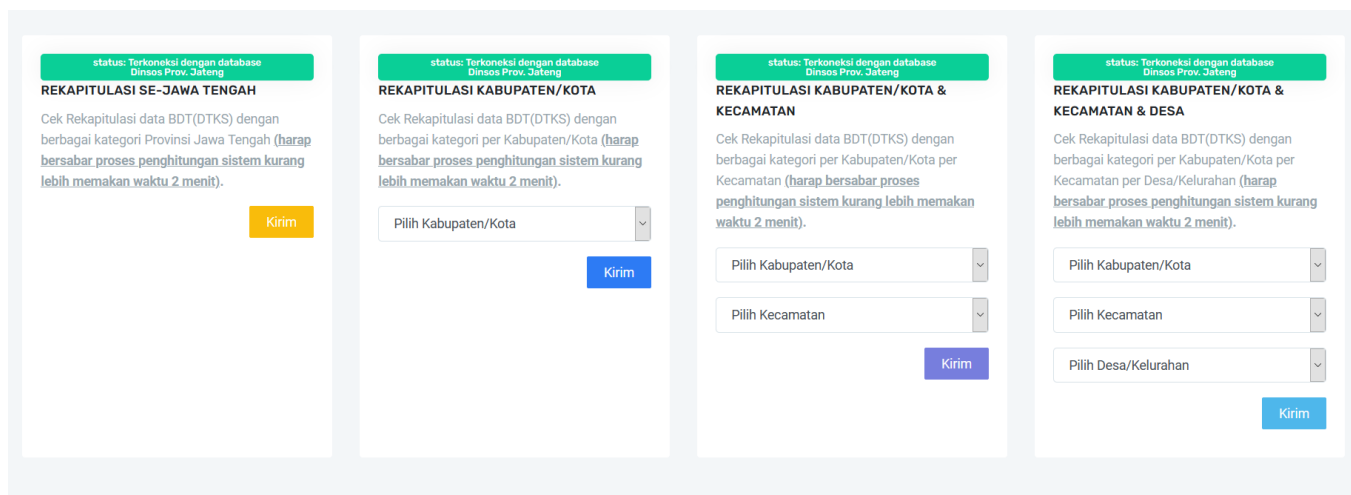 status: Terkoneksi dengan database
Dinsos Prov. Jateng
REKAPITULASI SE-JAWA TENGAH
Cek Rekapitulasi data BDT(DTKS) dengan
berbagai kategori Provinsi Jawa Tengah (harap
bersabar proses penghitungan sistem kurang
lebih memakan waktu 2 menit).
Kirim
status: Terkoneksi dengan database
Dinsos Prov. Jateng
REKAPITULASI KABUPATEN/KOTA
Cek Rekapitulasi data BDT(DTKS) dengan
berbagai kategori per Kabupaten/Kota (harap
bersabar proses penghitungan sistem kurang
lebih memakan waktu 2 menit).
Pilih Kabupaten/Kota
Kirim
status: Terkoneksi dengan database
Dinsos Prov. Jateng
REKAPITULASI KABUPATEN/KOTA &
KECAMATAN
Cek Rekapitulasi data BDT(DTKS) dengan
berbagai kategori per Kabupaten/Kota per
Kecamatan (harap bersabar proses
penghitungan sistem kurang lebih memakan
waktu 2 menit).
Pilih Kabupaten/Kota
Pilih Kecamatan
Kirim
status: Terkoneksi dengan database
Dinsos Prov. Jateng
REKAPITULASI KABUPATEN/KOTA &
KECAMATAN & DESA
Cek Rekapitulasi data BDT(DTKS) dengan
berbagai kategori per Kabupaten/Kota per
Kecamatan per Desa/Kelurahan (harap
bersabar proses penghitungan sistem kurang
lebih memakan waktu 2 menit).
Pilih Kabupaten/Kota
Pilih Kecamatan
Pilih Desa/Kelurahan
Kirim